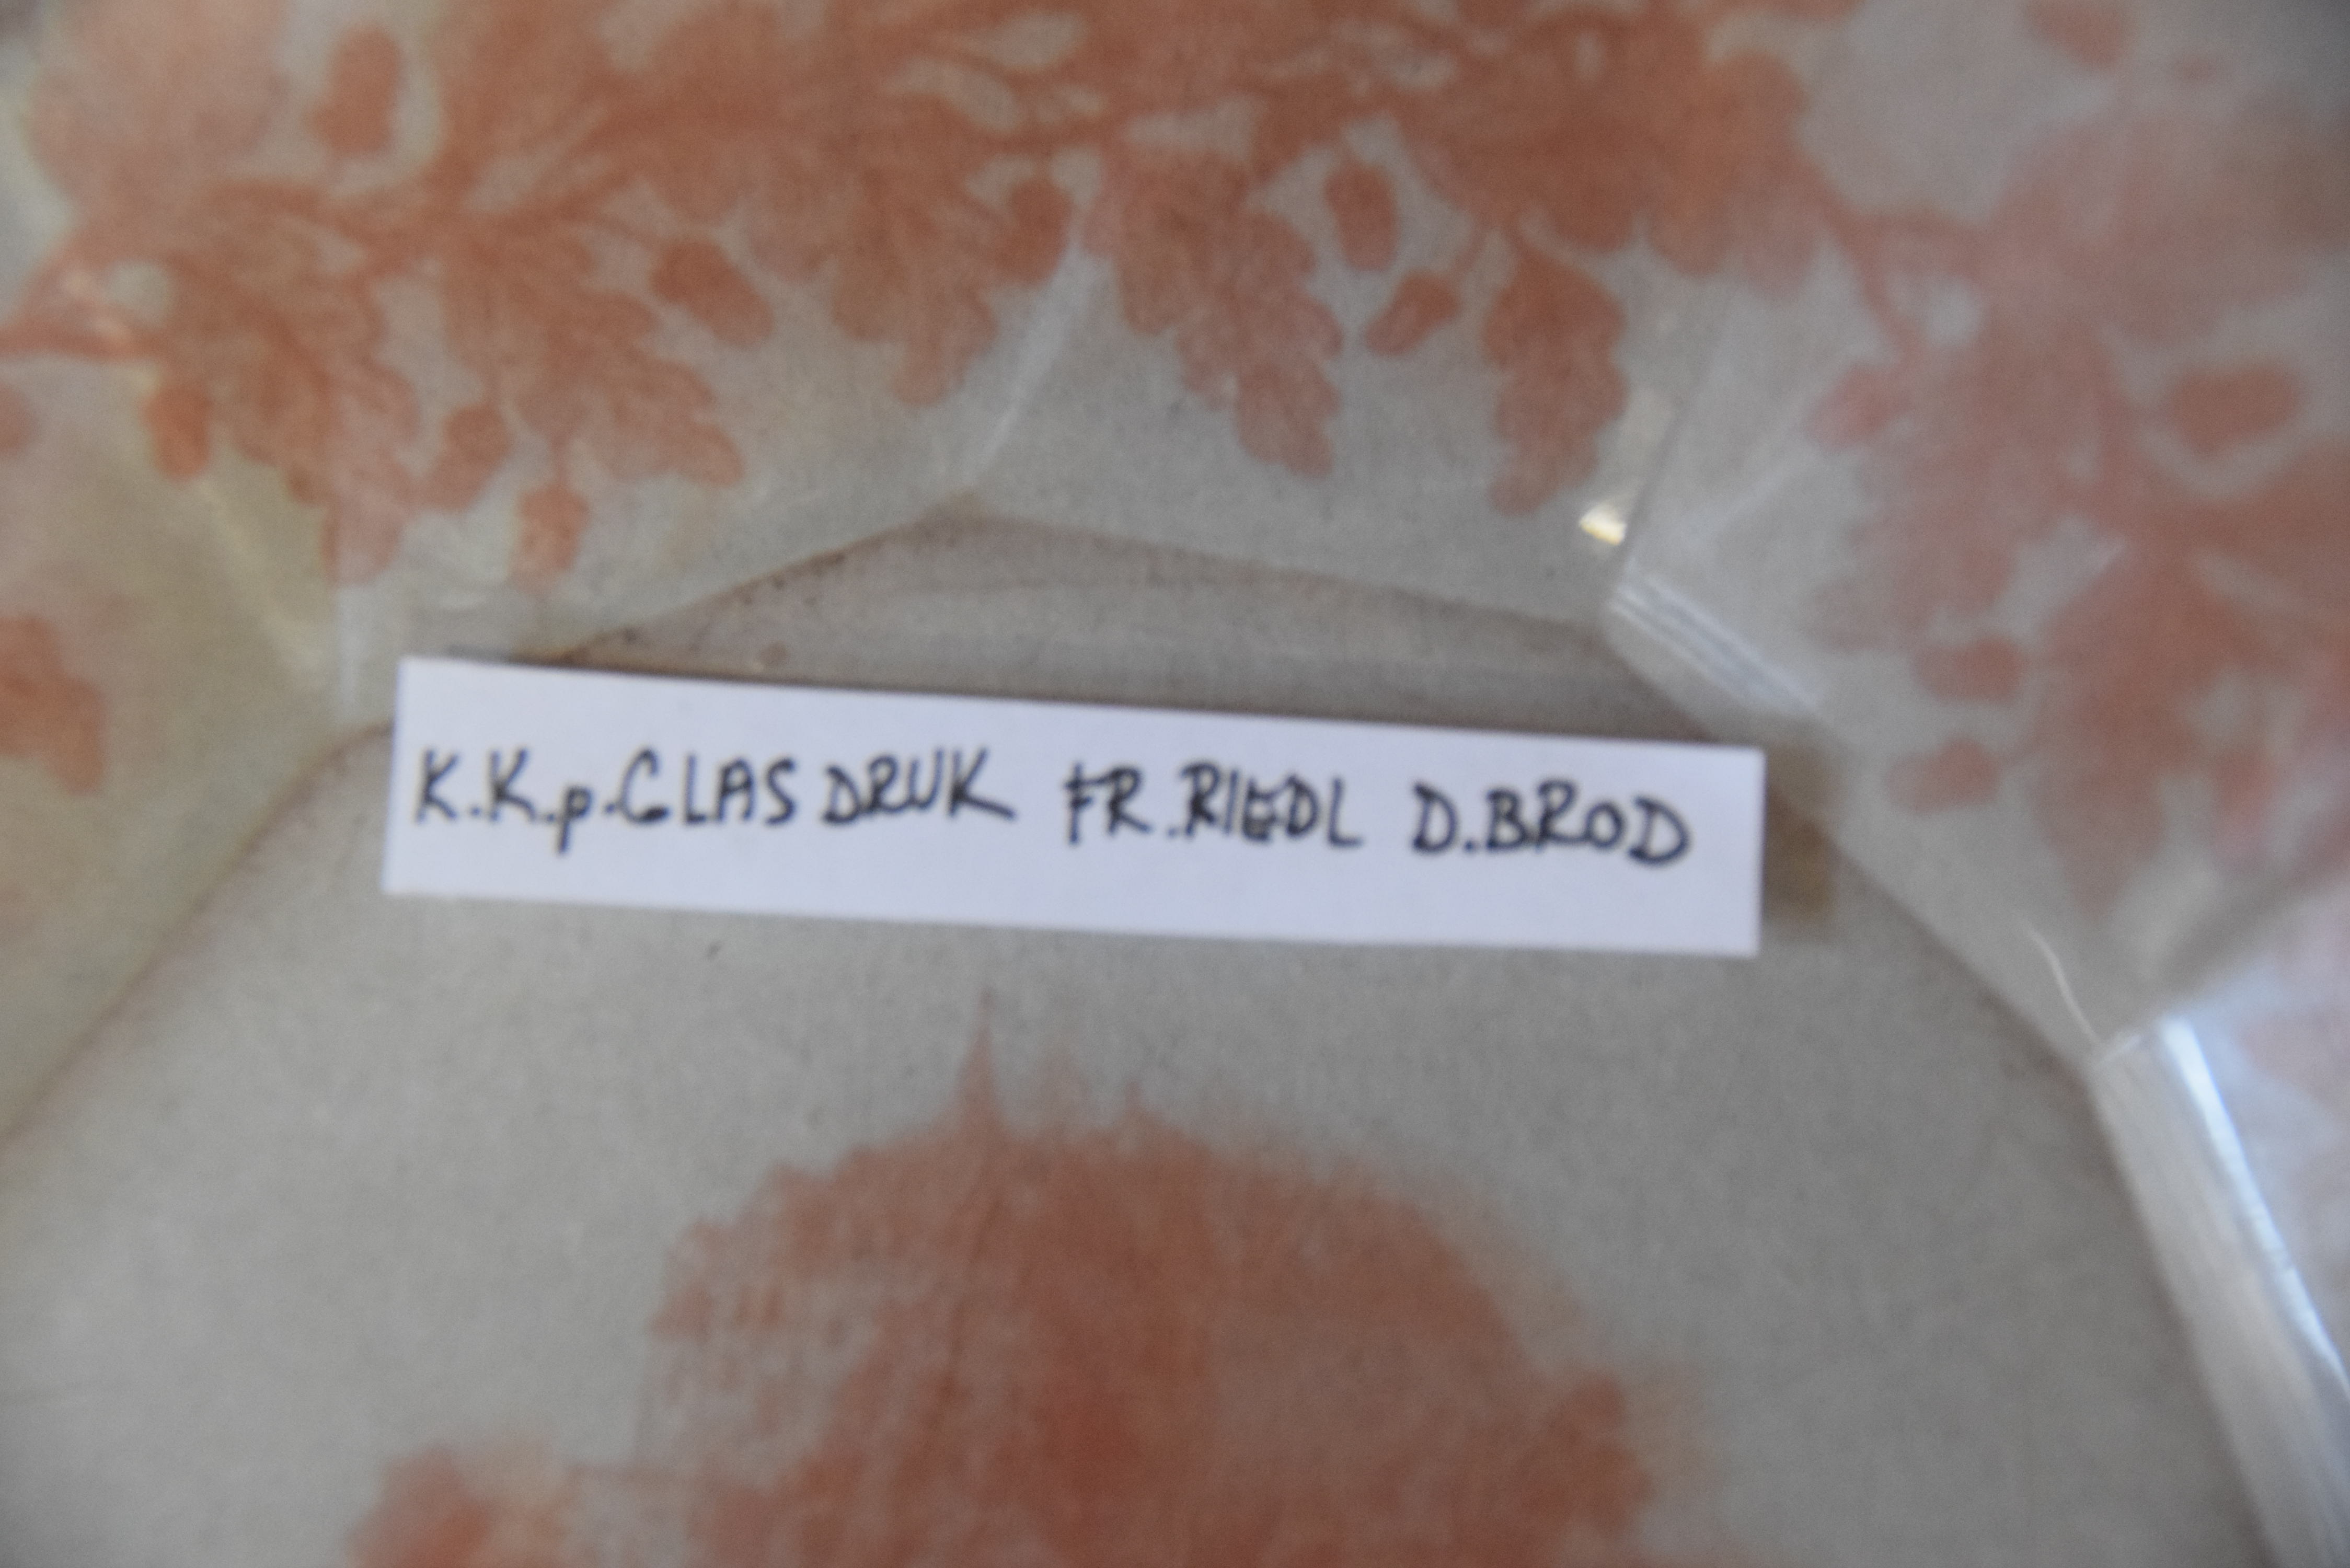 K.K.p.GLAS DRUK FR.RIEDL D.BROD